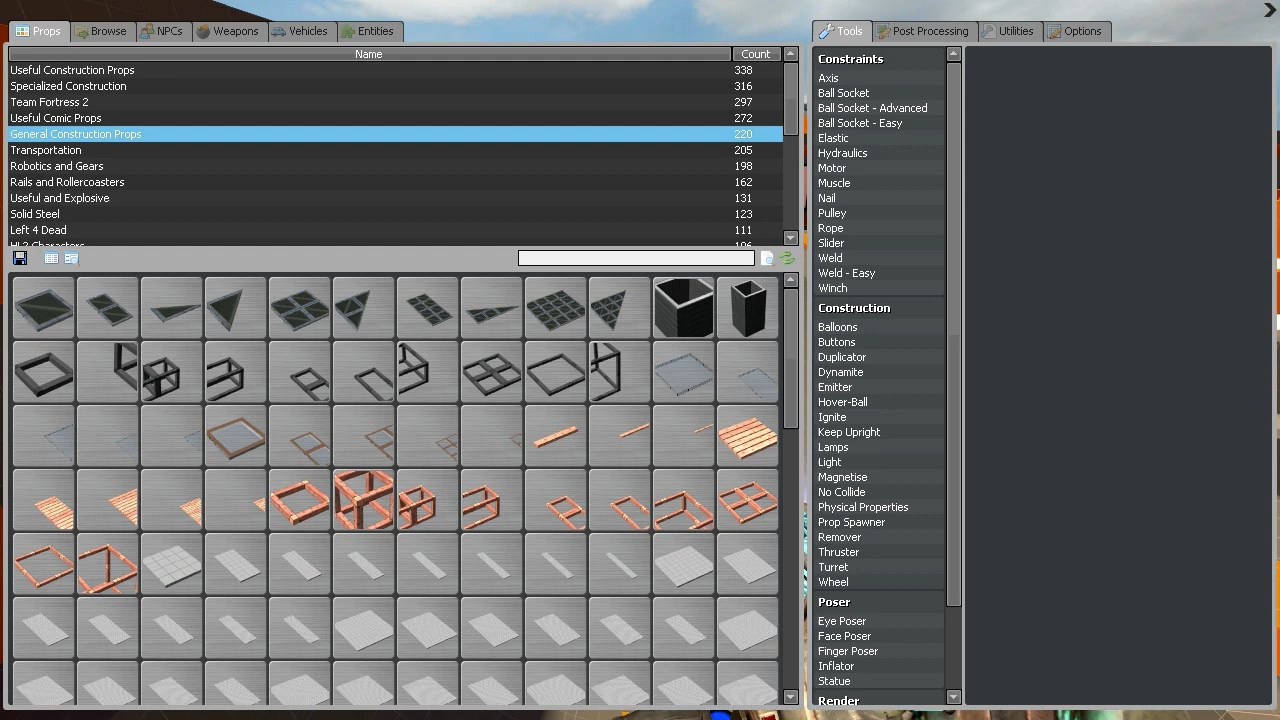 Props Browse NPCs Weapons Vehicles Entities
Name Count
Useful Construction Props 338
Specialized Construction 316
Team Fortress 2 297
Useful Comic Props 272
General Construction Props 220
Transportation 205
Robotics and Gears 198
Rails and Rollercoasters 162
Useful and Explosive 131
Solid Steel 123
Left 4 Dead 111
HL2 Characters 106
Tools Post Processing Utilities Options
Constraints
Axis
Ball Socket
Ball Socket - Advanced
Ball Socket - Easy
Elastic
Hydraulics
Motor
Muscle
Nail
Pulley
Rope
Slider
Weld
Weld - Easy
Winch
Construction
Balloons
Buttons
Duplicator
Dynamite
Emitter
Hover-Ball
Ignite
Keep Upright
Lamps
Light
Magnetise
No Collide
Physical Properties
Prop Spawner
Remover
Thruster
Turret
Wheel
Poser
Eye Poser
Face Poser
Finger Poser
Inflator
Statue
Render